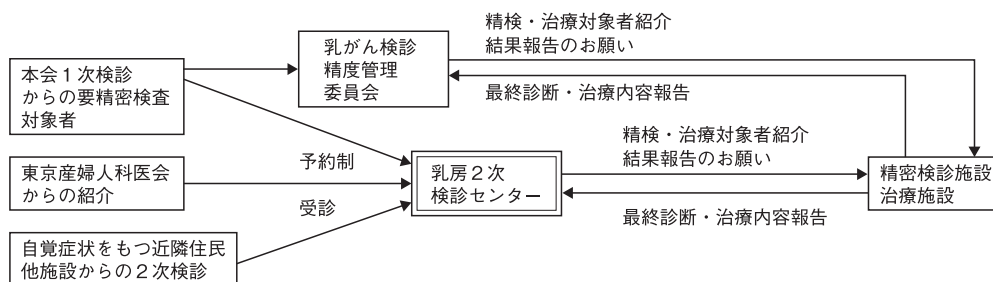 本会1次検診
からの要精密検査
対象者
東京産婦人科医会
からの紹介
自覚症状をもつ近隣住民
他施設からの2次検診
乳がん検診
精度管理
委員会
予約制
受診
乳房2次
検診センター
精検・治療対象者紹介
結果報告のお願い
最終診断・治療内容報告
精検・治療対象者紹介
結果報告のお願い
最終診断・治療内容報告
精密検診施設
治療施設